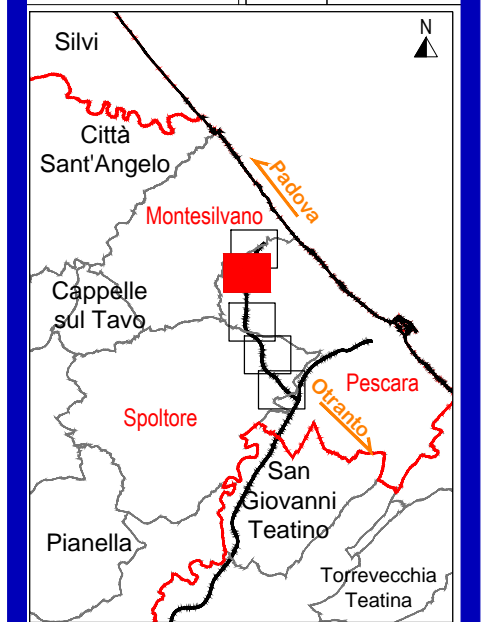 Silvi
N
Città
Sant'Angelo
Padova
Montesilvano
Cappelle
sul Tavo
Pescara
Otranto
Spoltore
San
Giovanni
Teatino
Pianella
Torrevecchia
Teatina